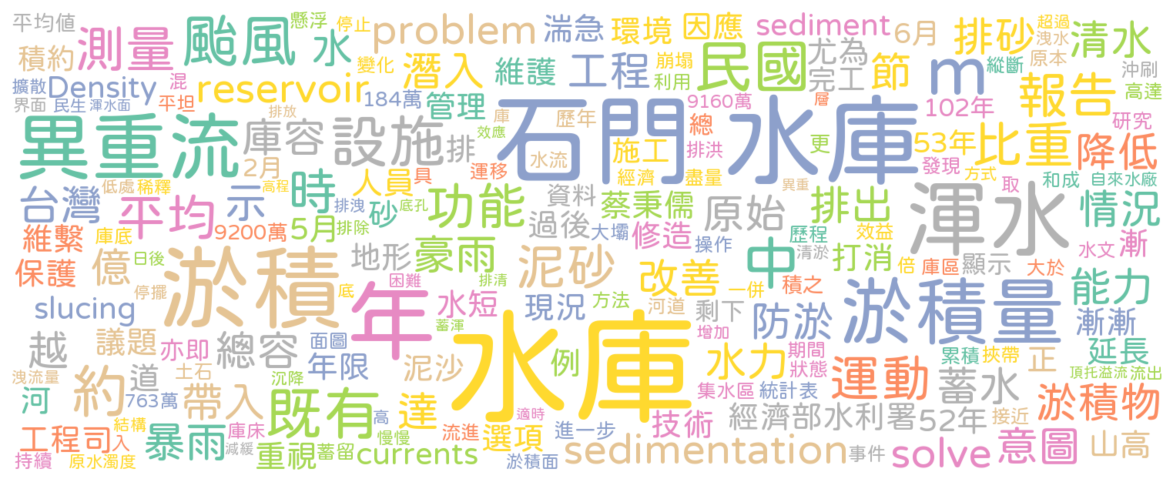 平均值 懸浮 停止 problem 湍急 環境 因應 sediment 6月 排砂 超過 洩水 清水
積約 測量 颱風 水 變化 潛入 維護 工程 崩塌 利用 民國 尤為 完工 節 m 原本 縱斷 沖刷
擴散 Density 混 reservoir 184萬 管理 9160萬 層 102年 報告 高達
界面 民生 渾水面 平坦 排放 庫 歷年 總 更 研究
異重流 庫容 設施 排 效應 石門水庫 53年 比重 降低
2月 運移 水流 施工 排洪 發現 方式
台灣 平均 示 低處 稀釋 高程 時 人員 具 底孔 砂 功能 資料 經濟 盡量 異重 渾水 取 和成 自來水廠 情況
維繫 庫底 9200萬 排洩 5月 排除 過後 蔡秉儒 原始 排出 效益 水文 漸
保護 億 日後 淤積 地形 豪雨 排清 泥砂 大壩 修造 操作 清淤 中 歷程 打消 倍 庫區 顯示 大於 能力
slucing 停擺 底 年 困難 水短 現況 方法 改善 一併 積之 剩下 防淤 淤積量 漸漸
越 議題 亦即 總容 面圖 年限 蓄渾 水庫 河道 增加 期間 狀態 累積 挾帶 正 延長
洩流量 土石 道 泥沙 例 水力 運動 頂托溢流 流出
河 約 763萬 帶入 沉降 既有 高 達 集水區 統計表 蓄水 淤積物
工程司 入 結構 暴雨 庫床 減緩 慢慢 流進 適時 選項 進一步 技術 經濟部水利署 52年 接近
持續 原水濁度 重視 蓄留 currents 淤積面 sedimentation 事件 solve 意圖 山高